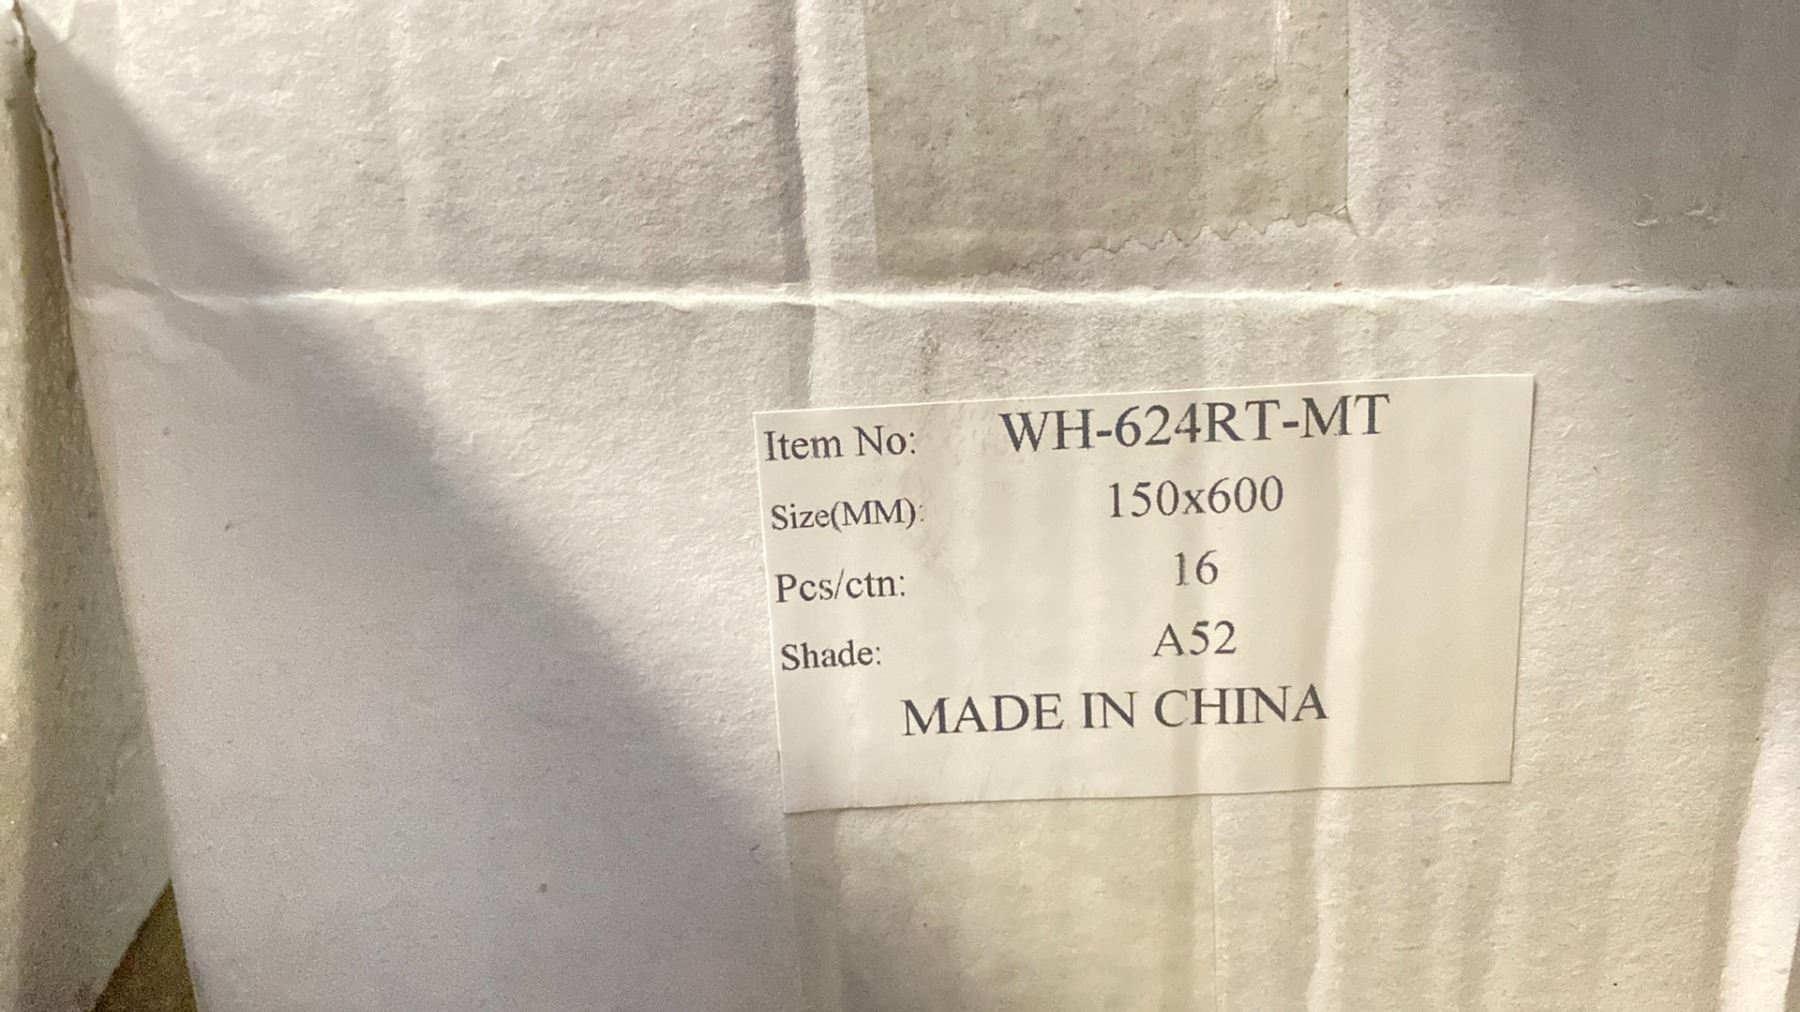 Item No: WH-624RT-MT
Size(MM): 150x600
Pcs/ctn: 16
Shade: A52
MADE IN CHINA